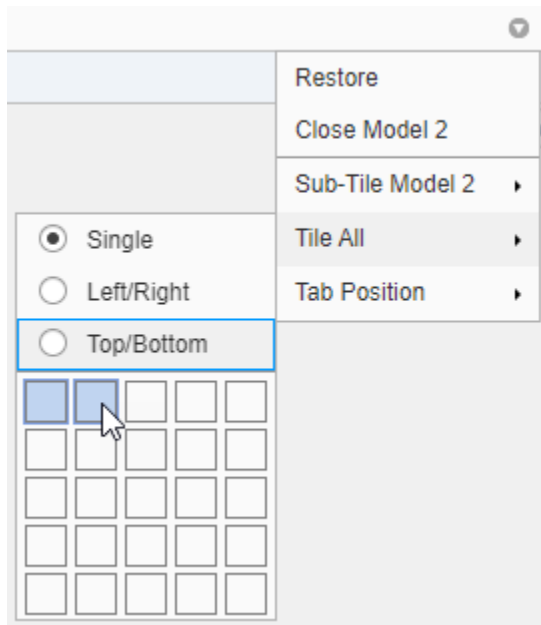 Restore
Close Model 2
Sub-Tile Model 2
Tile All
Tab Position
Single
Left/Right
Top/Bottom